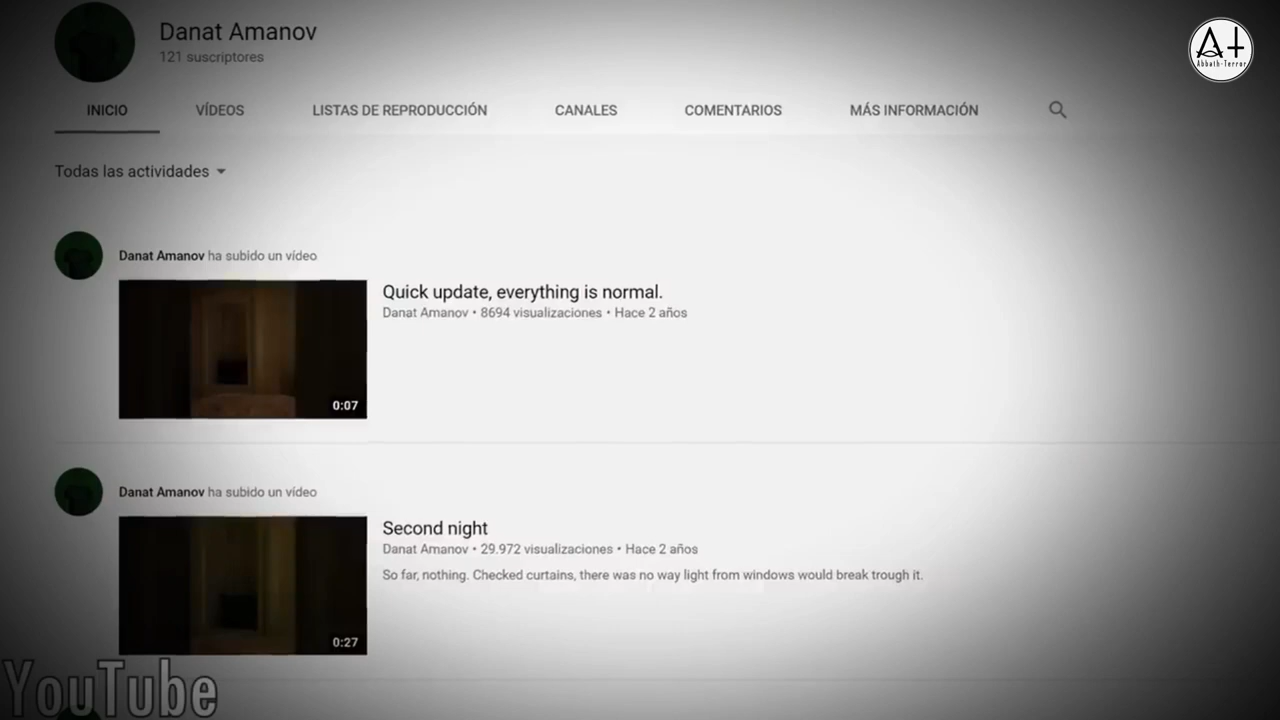 Danat Amanov
121 suscriptores
A+
Abbath-Terror
INICIO VÍDEOS LISTAS DE REPRODUCCIÓN CANALES COMENTARIOS MÁS INFORMACIÓN
Todas las actividades
Danat Amanov ha subido un vídeo
Quick update, everything is normal.
Danat Amanov • 8694 visualizaciones • Hace 2 años
0:07
Danat Amanov ha subido un vídeo
Second night
Danat Amanov • 29.972 visualizaciones • Hace 2 años
So far, nothing. Checked curtains, there was no way light from windows would break trough it.
0:27
YouTube